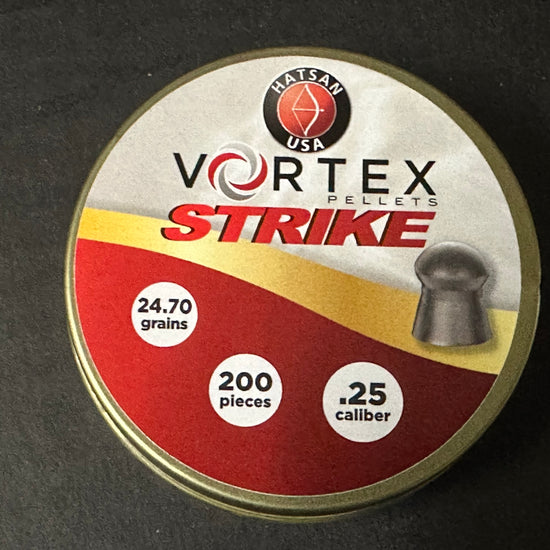 HATSAN
USA
VORTEX
PELLETS
STRIKE
24.70
grains
200
pieces
.25
caliber